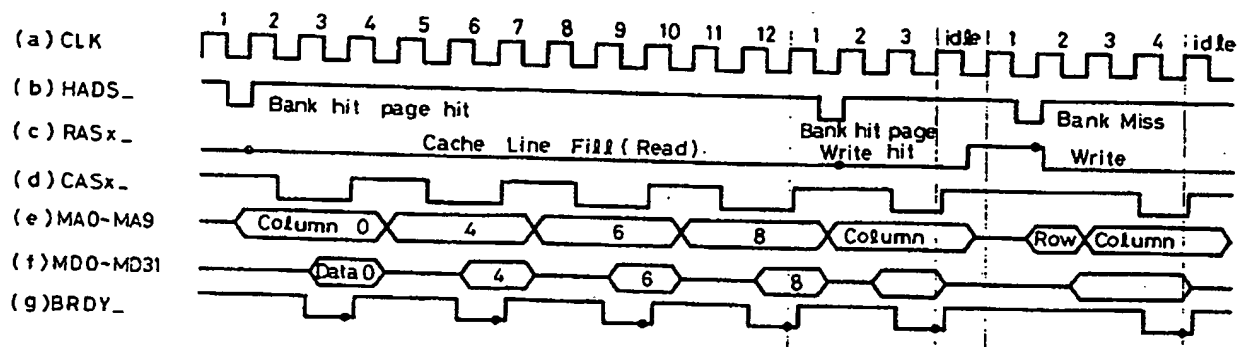 1 2 3 4 5 6 7 8 9 10 11 12 1 2 3 idle 1 2 3 4 idle
(a) CLK
(b) HADS_
Bank hit page hit
Bank Miss
(c) RASx_
Cache Line Fill (Read).
Bank hit page
Write hit
Write
(d) CASx_
(e) MA0~MA9
Column 0 4 6 8 Column Row Column
(f) MD0~MD31
Data0 4 6 8
(g) BRDY_